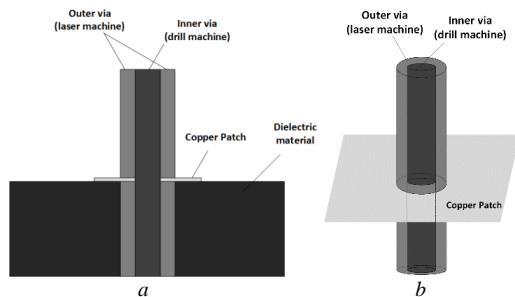 Outer via
(laser machine)
Inner via
(drill machine)
Copper Patch
Dielectric
material
a
Outer via
(laser machine)
Inner via
(drill machine)
Copper Patch
b